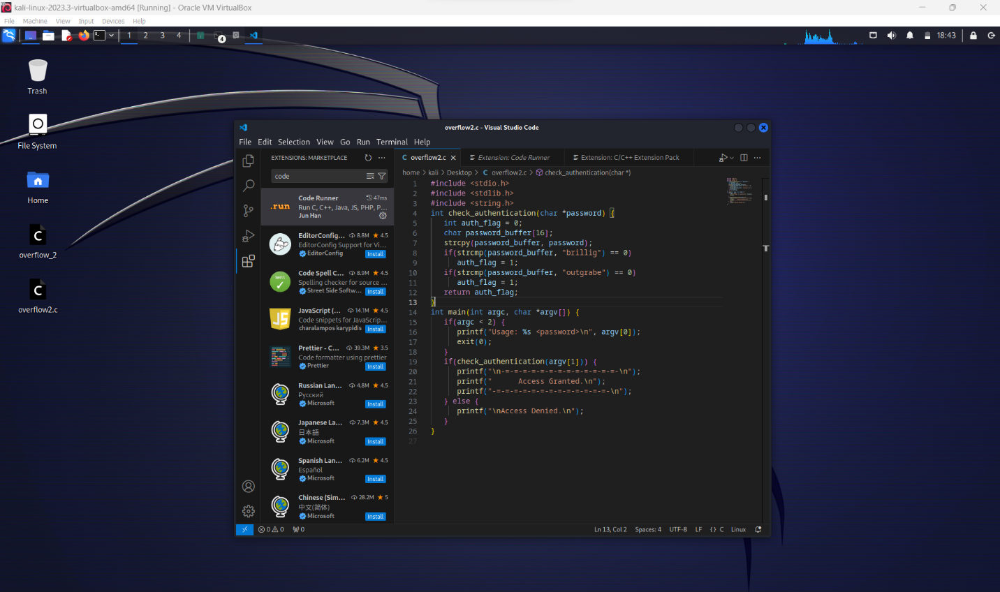 kali-linux-2023.3-virtualbox-amd64 [Running] - Oracle VM VirtualBox
File Machine View Input Devices Help
1 2 3 4 4 18:43
Trash
File System
Home
overflow_2
overflow2.c
overflow2.c - Visual Studio Code
File Edit Selection View Go Run Terminal Help
EXTENSIONS: MARKETPLACE
code
Code Runner 47ms
Run C, C++, Java, JS, PHP, P...
Jun Han
EditorConfig... 8.8M 4.5
EditorConfig Support for Vi...
EditorConfig Install
Code Spell C... 8.9M 4.5
Spelling checker for source ...
Street Side Softw... Install
JavaScript (... 14.1M 4.5
Code snippets for JavaScrip...
charalampos karypidis Install
Prettier - C... 39.3M 3.5
Code formatter using prettier
Prettier Install
Russian Lan... 4.8M 4.5
Русский
Microsoft Install
Japanese La... 7.3M 4.5
日本語
Microsoft Install
Spanish Lan... 6.2M 4.5
Español
Microsoft Install
Chinese (Sim... 28.2M 5
中文(简体)
Microsoft Install
C overflow2.c Extension: Code Runner Extension: C/C++ Extension Pack
home > kali > Desktop > C overflow2.c > check_authentication(char *)
1 #include <stdio.h>
2 #include <stdlib.h>
3 #include <string.h>
4 int check_authentication(char *password) {
5 int auth_flag = 0;
6 char password_buffer[16];
7 strcpy(password_buffer, password);
8 if(strcmp(password_buffer, "brillig") == 0)
9 auth_flag = 1;
10 if(strcmp(password_buffer, "outgrabe") == 0)
11 auth_flag = 1;
12 return auth_flag;
13 }
14 int main(int argc, char *argv[]) {
15 if(argc < 2) {
16 printf("Usage: %s <password>\n", argv[0]);
17 exit(0);
18 }
19 if(check_authentication(argv[1])) {
20 printf("\n-=-=-=-=-=-=-=-=-=-=-=-=-=-\n");
21 printf("      Access Granted.\n");
22 printf("-=-=-=-=-=-=-=-=-=-=-=-=-=-\n");
23 } else {
24 printf("\nAccess Denied.\n");
25 }
26 }
27
0 0 0 Ln 13, Col 2 Spaces: 4 UTF-8 LF {} C Linux